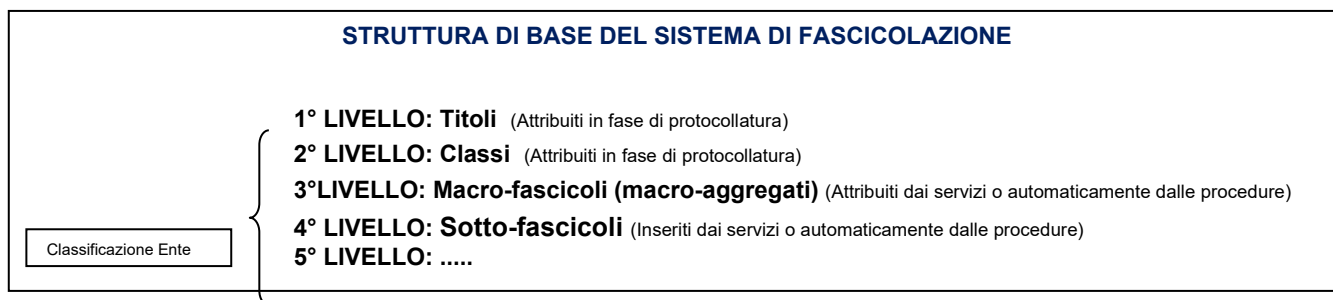 STRUTTURA DI BASE DEL SISTEMA DI FASCICOLAZIONE
1° LIVELLO: Titoli (Attribuiti in fase di protocollatura)
2° LIVELLO: Classi (Attribuiti in fase di protocollatura)
3°LIVELLO: Macro-fascicoli (macro-aggregati) (Attribuiti dai servizi o automaticamente dalle procedure)
4° LIVELLO: Sotto-fascicoli (Inseriti dai servizi o automaticamente dalle procedure)
Classificazione Ente
5° LIVELLO: .....